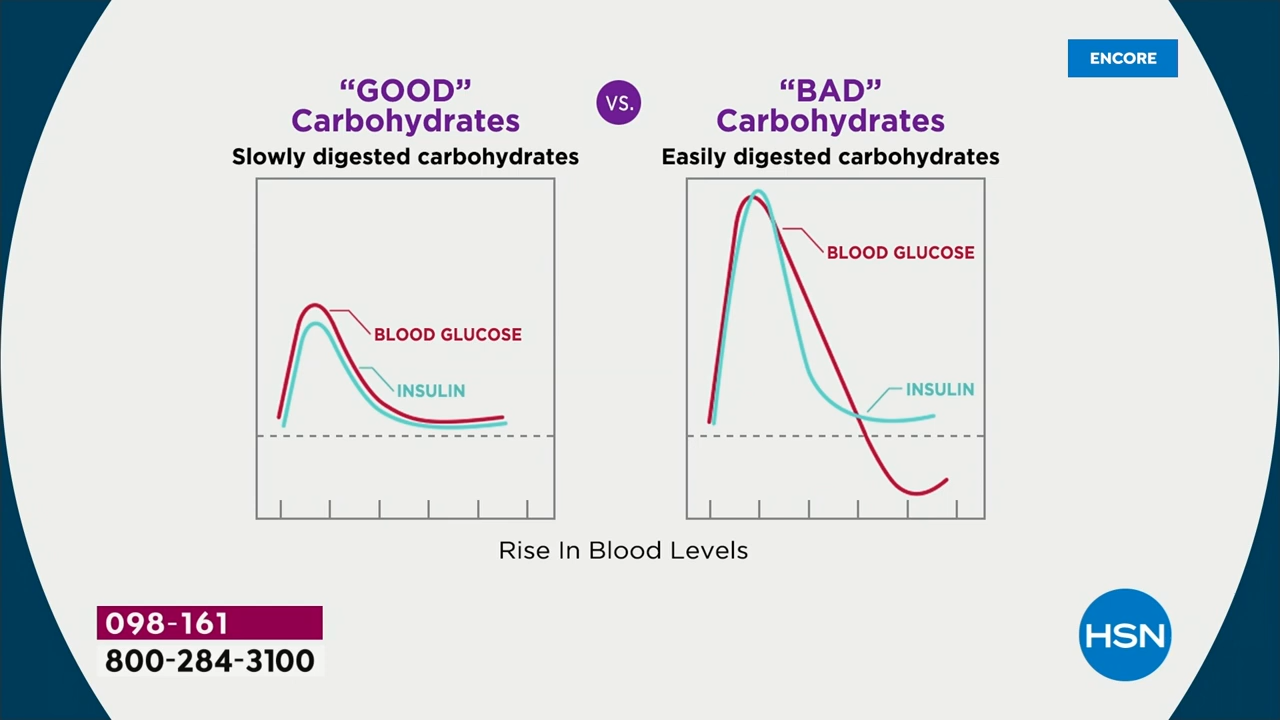 ENCORE
“GOOD”
Carbohydrates
Slowly digested carbohydrates
VS.
“BAD”
Carbohydrates
Easily digested carbohydrates
BLOOD GLUCOSE
INSULIN
BLOOD GLUCOSE
INSULIN
Rise In Blood Levels
098-161
800-284-3100
HSN